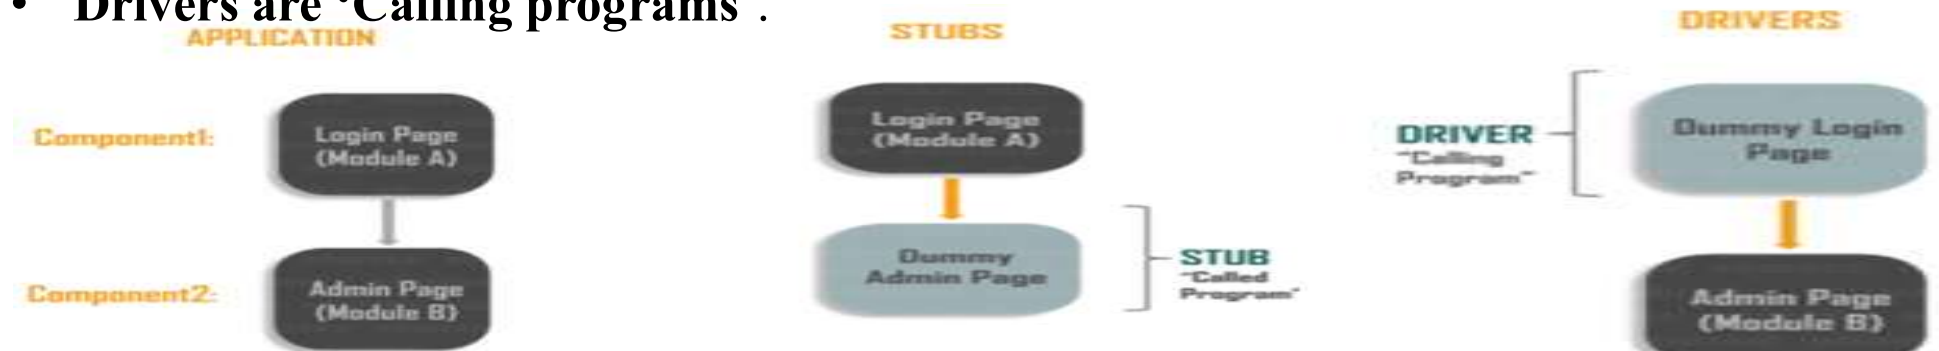 • Drivers are ‘Calling programs’.
APPLICATION
Component1:
Login Page
(Module A)
Component2:
Admin Page
(Module B)
STUBS
Login Page
(Module A)
Dummy
Admin Page
STUB
"Called
Program"
DRIVERS
DRIVER
"Calling
Program"
Dummy Login
Page
Admin Page
(Module B)